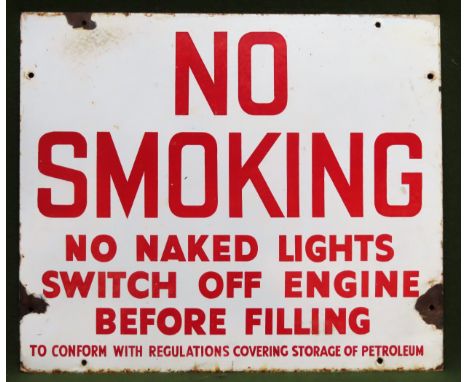 NO
SMOKING
NO NAKED LIGHTS
SWITCH OFF ENGINE
BEFORE FILLING
TO CONFORM WITH REGULATIONS COVERING STORAGE OF PETROLEUM